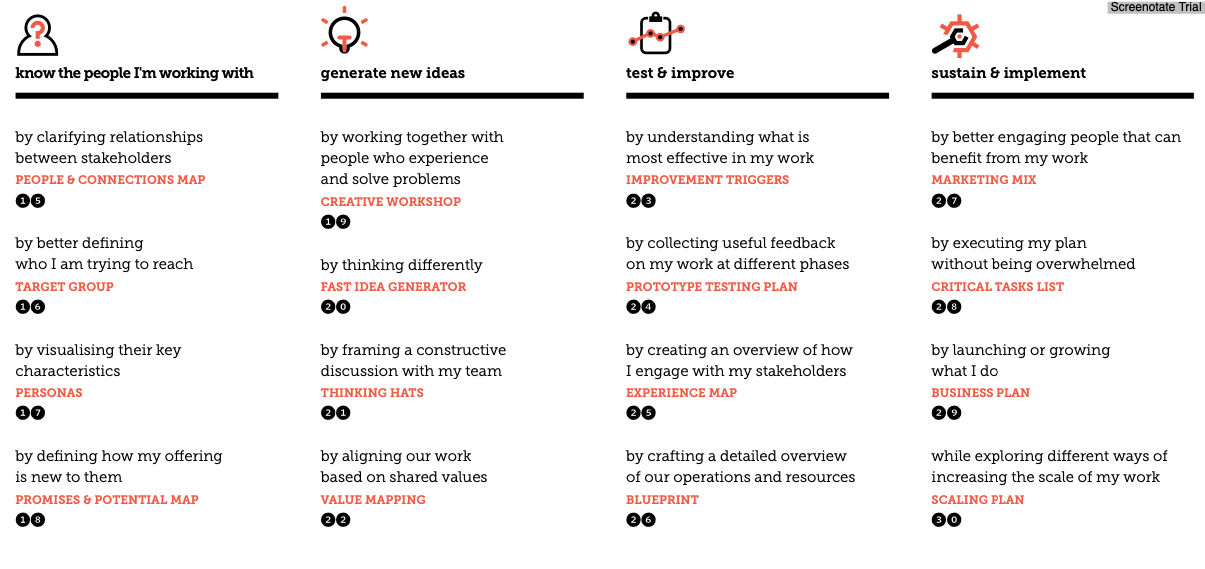 Screenotate Trial
know the people I'm working with
by clarifying relationships
between stakeholders
PEOPLE & CONNECTIONS MAP
15
by better defining
who I am trying to reach
TARGET GROUP
16
by visualising their key
characteristics
PERSONAS
17
by defining how my offering
is new to them
PROMISES & POTENTIAL MAP
18
generate new ideas
by working together with
people who experience
and solve problems
CREATIVE WORKSHOP
19
by thinking differently
FAST IDEA GENERATOR
20
by framing a constructive
discussion with my team
THINKING HATS
21
by aligning our work
based on shared values
VALUE MAPPING
22
test & improve
by understanding what is
most effective in my work
IMPROVEMENT TRIGGERS
23
by collecting useful feedback
on my work at different phases
PROTOTYPE TESTING PLAN
24
by creating an overview of how
I engage with my stakeholders
EXPERIENCE MAP
25
by crafting a detailed overview
of our operations and resources
BLUEPRINT
26
sustain & implement
by better engaging people that can
benefit from my work
MARKETING MIX
27
by executing my plan
without being overwhelmed
CRITICAL TASKS LIST
28
by launching or growing
what I do
BUSINESS PLAN
29
while exploring different ways of
increasing the scale of my work
SCALING PLAN
30